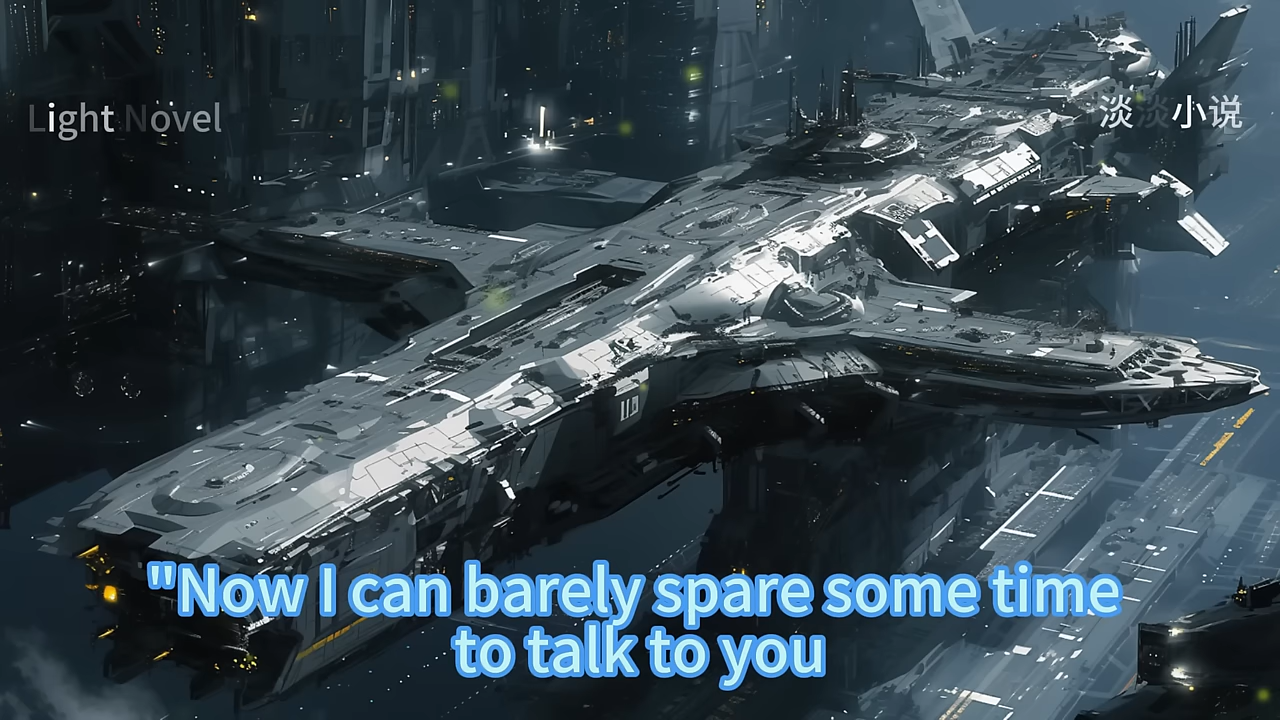 Light Novel
淡淡小说
"Now I can barely spare some time
to talk to you